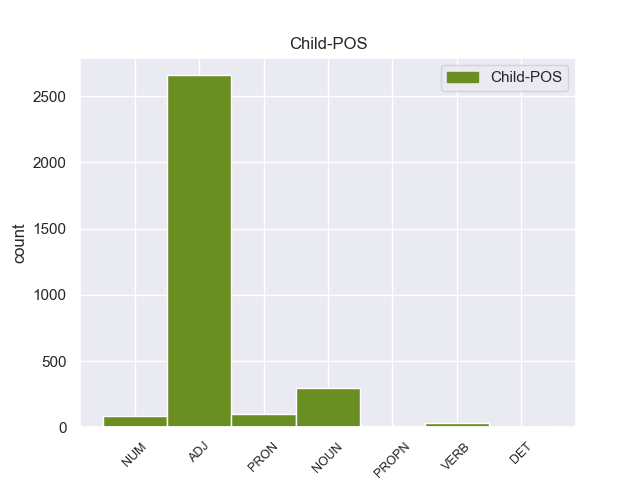 Child-POS
Child-POS
2500
2000
1500
1000
500
0
count
NUM
ADJ
PRON
NOUN
PROPN
VERB
DET